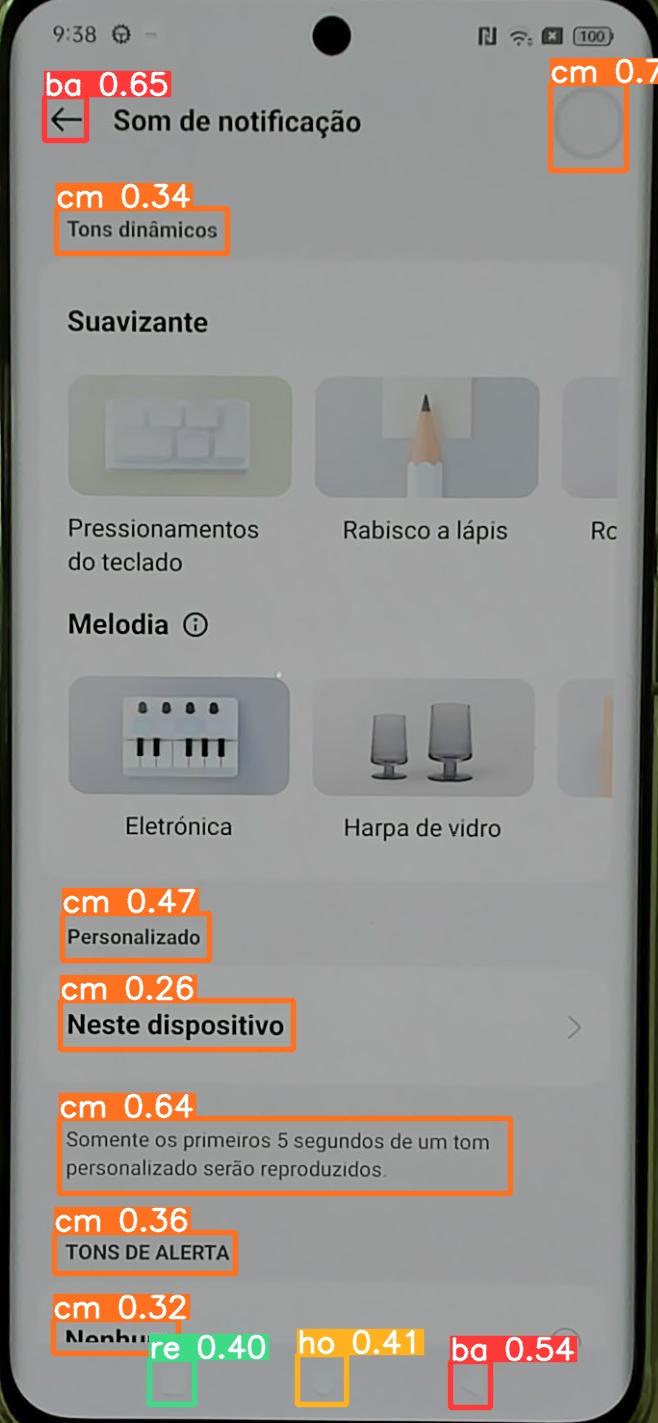 9:38
100
ba 0.65
cm 0.7
Som de notificação
cm 0.34
Tons dinâmicos
Suavizante
Pressionamentos
do teclado
Rabisco a lápis
Ro
Melodia
Eletrónica
Harpa de vidro
cm 0.47
Personalizado
cm 0.26
Neste dispositivo
cm 0.64
Somente os primeiros 5 segundos de um tom
personalizado serão reproduzidos.
cm 0.36
TONS DE ALERTA
cm 0.32
re 0.40
ho 0.41
ba 0.54